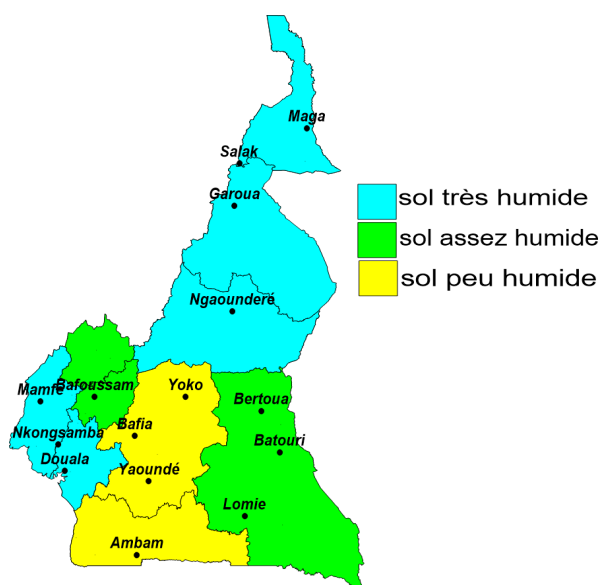 Maga
Salak
Garoua
sol très humide
sol assez humide
sol peu humide
Ngaounderé
Mamfe
Bafoussam
Yoko
Bertoua
Nkongsamba
Bafia
Batouri
Douala
Yaoundé
Lomie
Ambam